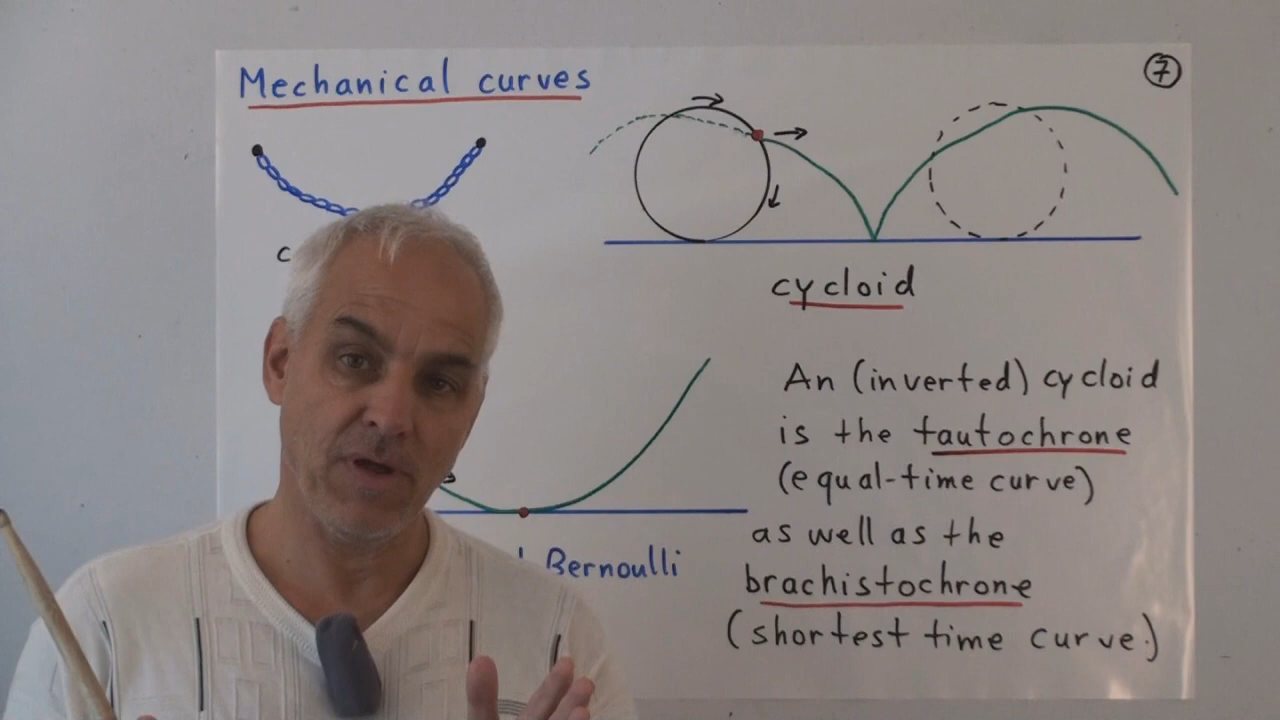 Mechanical curves
7
cycloid
An (inverted) cycloid
is the tautochrone
(equal-time curve)
as well as the
brachistochrone
(shortest time curve.)
Bernoulli